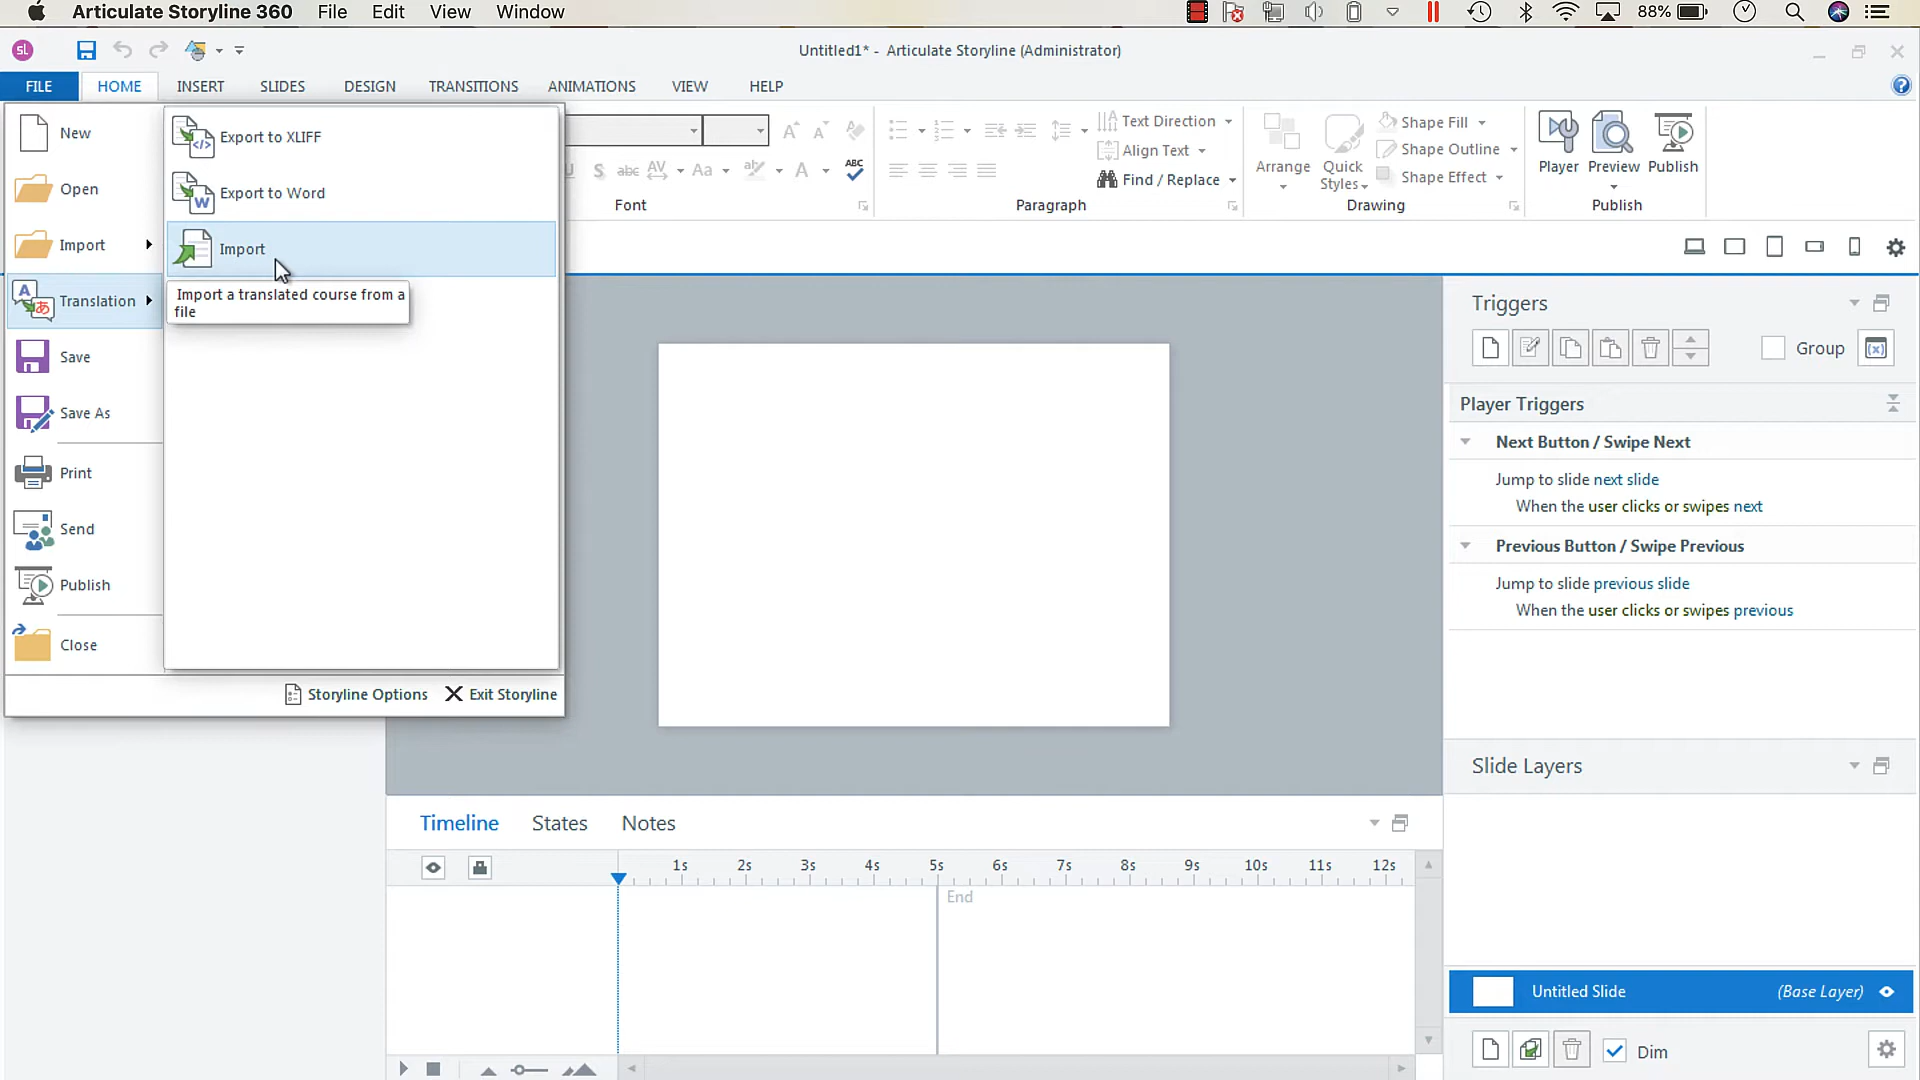 Articulate Storyline 360 File Edit View Window 88%
SL Untitled1* - Articulate Storyline (Administrator)
FILE HOME INSERT SLIDES DESIGN TRANSITIONS ANIMATIONS VIEW HELP
New
Open
Import
Translation
Save
Save As
Print
Send
Publish
Close
Export to XLIFF
Export to Word
Import
Import a translated course from a
file
Storyline Options Exit Storyline
abc AV Aa A ABC
Font
Text Direction
Align Text
Find / Replace
Paragraph
Arrange
Quick
Styles
Shape Fill
Shape Outline
Shape Effect
Drawing
Player Preview Publish
Publish
Triggers
Group (x)
Player Triggers
Next Button / Swipe Next
Jump to slide next slide
When the user clicks or swipes next
Previous Button / Swipe Previous
Jump to slide previous slide
When the user clicks or swipes previous
Slide Layers
Untitled Slide (Base Layer)
Dim
Timeline States Notes
1s 2s 3s 4s 5s 6s 7s 8s 9s 10s 11s 12s
End